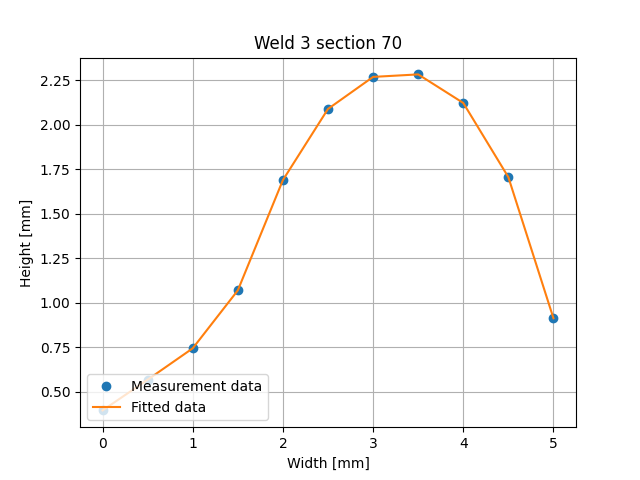 Weld 3 section 70
Height [mm]
2.25
2.00
1.75
1.50
1.25
1.00
0.75
0.50
Measurement data
Fitted data
0 1 2 3 4 5
Width [mm]